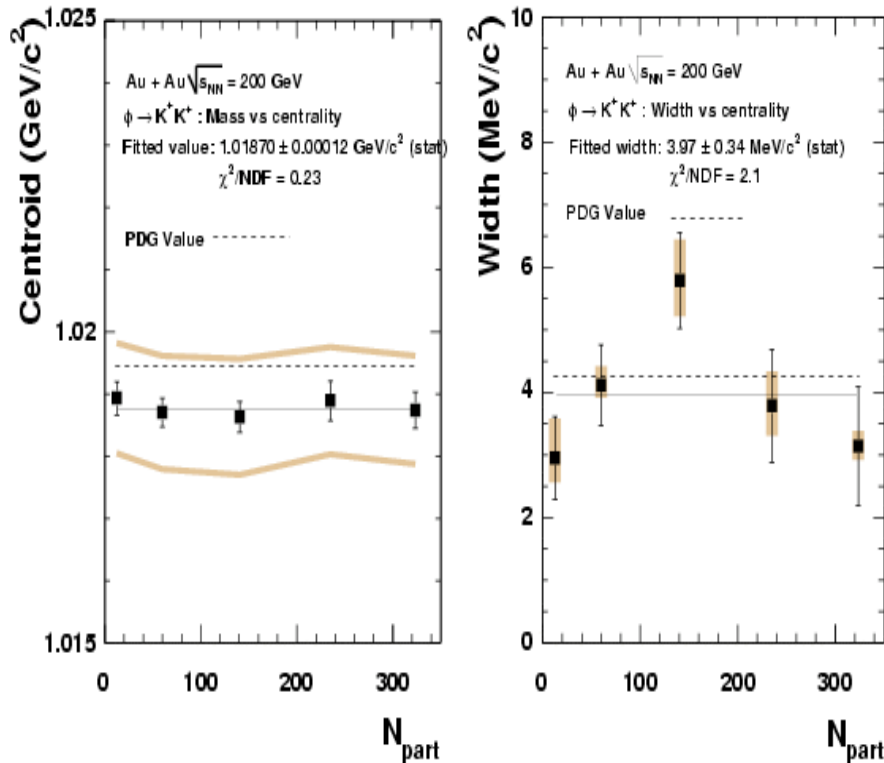 Centroid (GeV/c²)
1.025
1.02
1.015
Au + Au √s_NN = 200 GeV
ϕ → K⁺K⁺ : Mass vs centrality
Fitted value: 1.01870 ± 0.00012 GeV/c² (stat)
χ²/NDF = 0.23
PDG Value
0 100 200 300
N_part
Width (MeV/c²)
10
8
6
4
2
0
Au + Au √s_NN = 200 GeV
ϕ → K⁺K⁺ : Width vs centrality
Fitted width: 3.97 ± 0.34 MeV/c² (stat)
χ²/NDF = 2.1
PDG Value
0 100 200 300
N_part